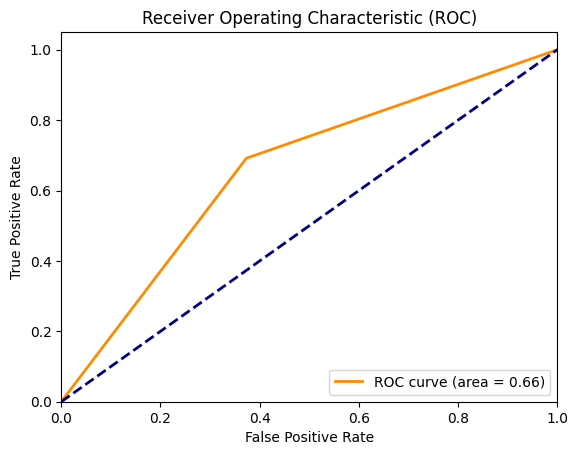 Receiver Operating Characteristic (ROC)
1.0
0.8
0.6
0.4
0.2
0.0
True Positive Rate
ROC curve (area = 0.66)
0.0 0.2 0.4 0.6 0.8 1.0
False Positive Rate